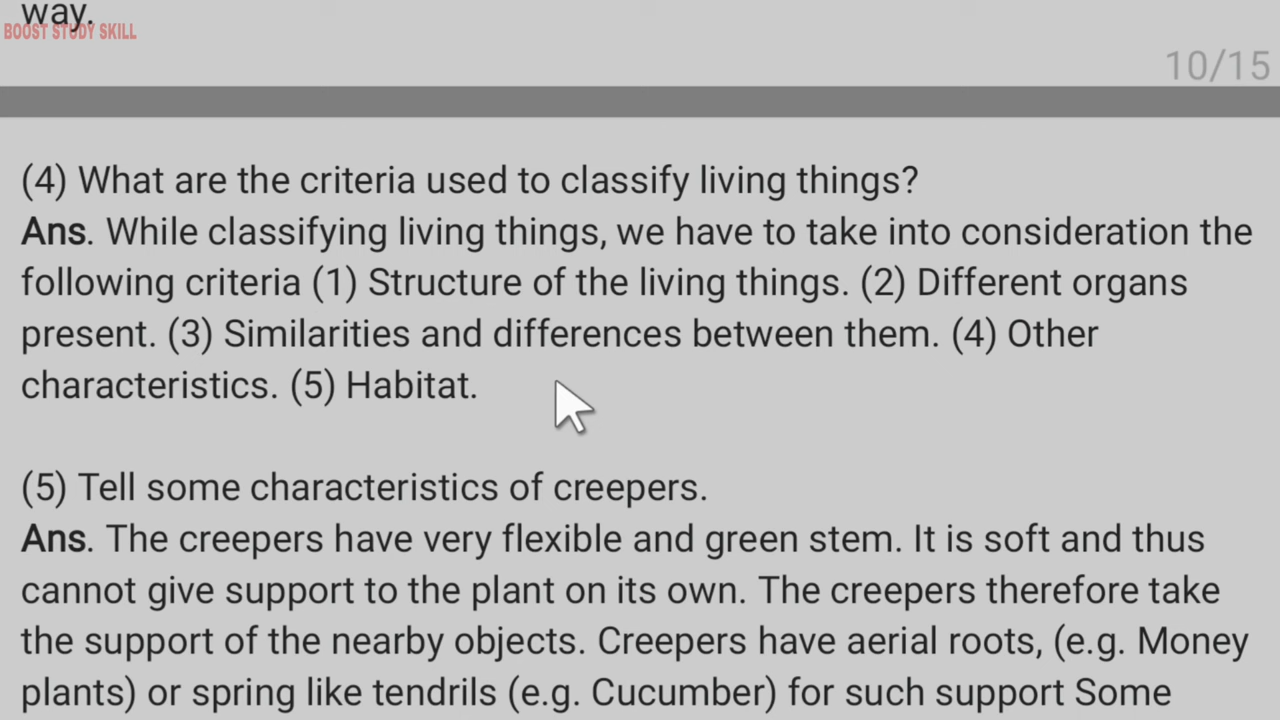 way.
BOOST STUDY SKILL
10/15
(4) What are the criteria used to classify living things?
Ans. While classifying living things, we have to take into consideration the
following criteria (1) Structure of the living things. (2) Different organs
present. (3) Similarities and differences between them. (4) Other
characteristics. (5) Habitat.
(5) Tell some characteristics of creepers.
Ans. The creepers have very flexible and green stem. It is soft and thus
cannot give support to the plant on its own. The creepers therefore take
the support of the nearby objects. Creepers have aerial roots, (e.g. Money
plants) or spring like tendrils (e.g. Cucumber) for such support Some